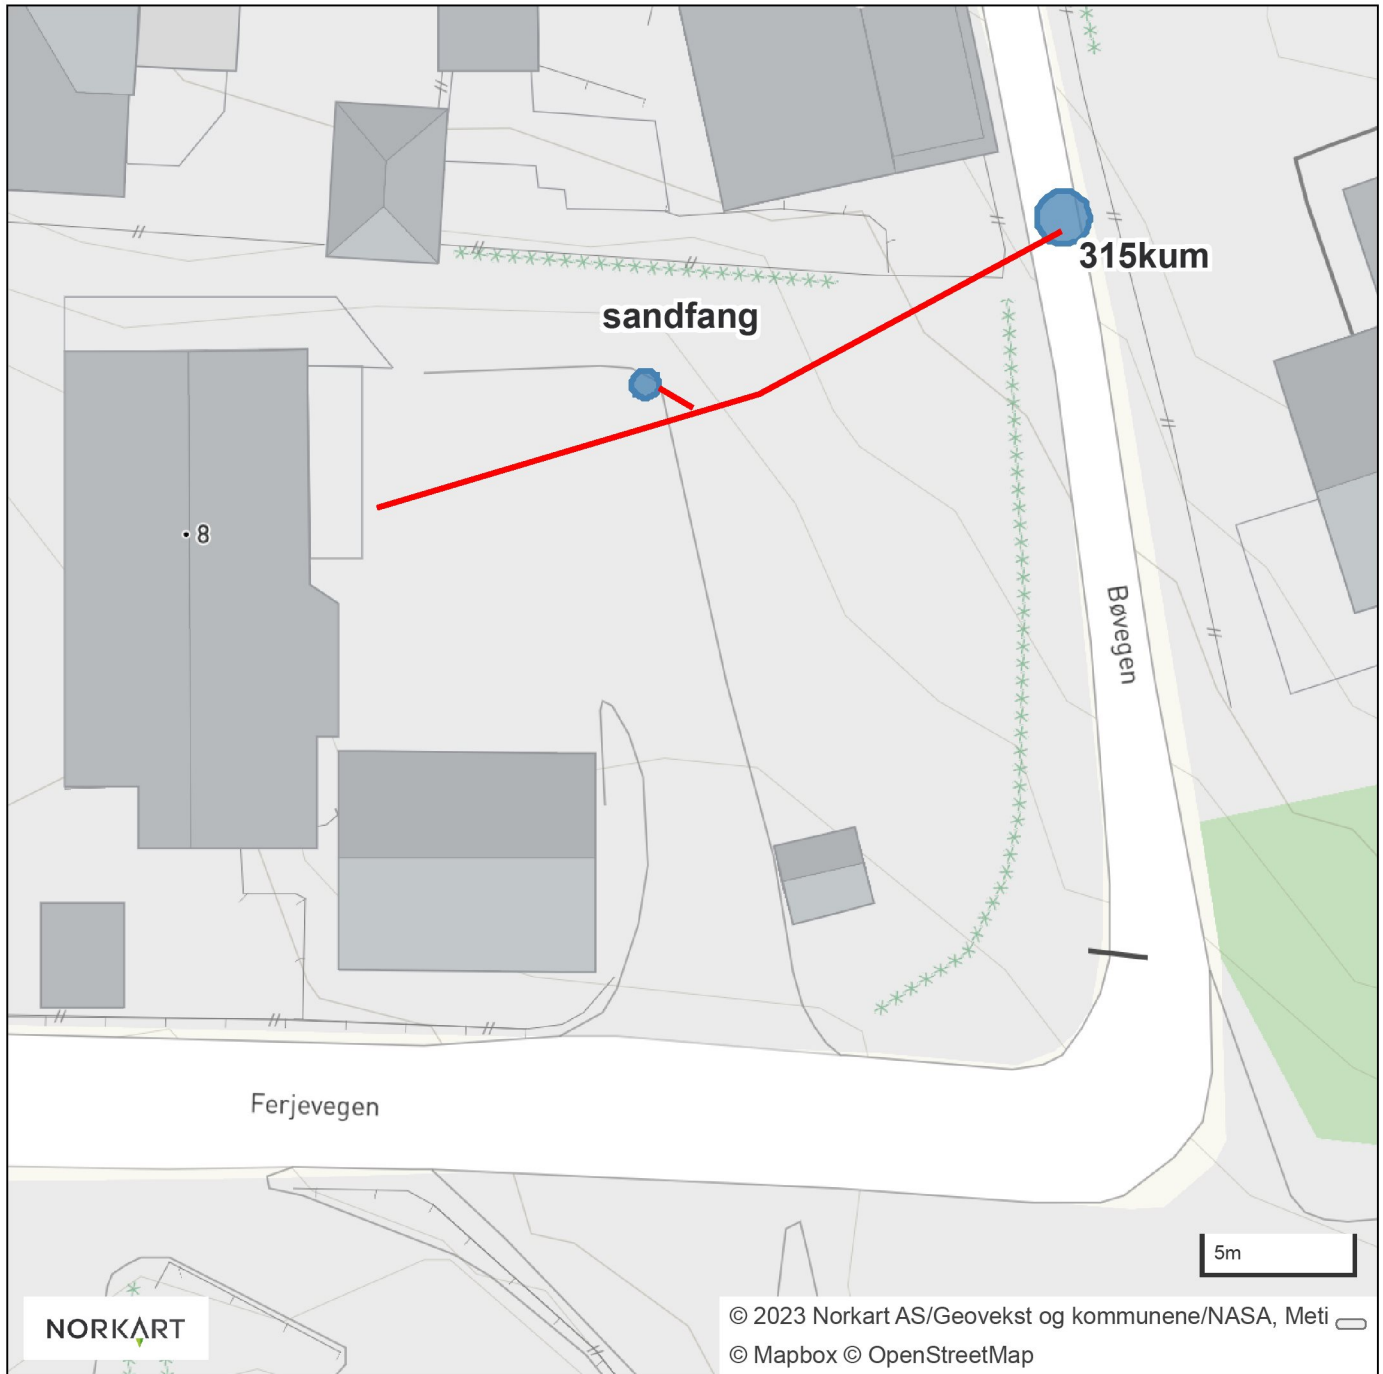 315kum
sandfang
8
Bøvegen
Ferjevegen
5m
NORKART
© 2023 Norkart AS/Geovekst og kommunene/NASA, Meti
© Mapbox © OpenStreetMap